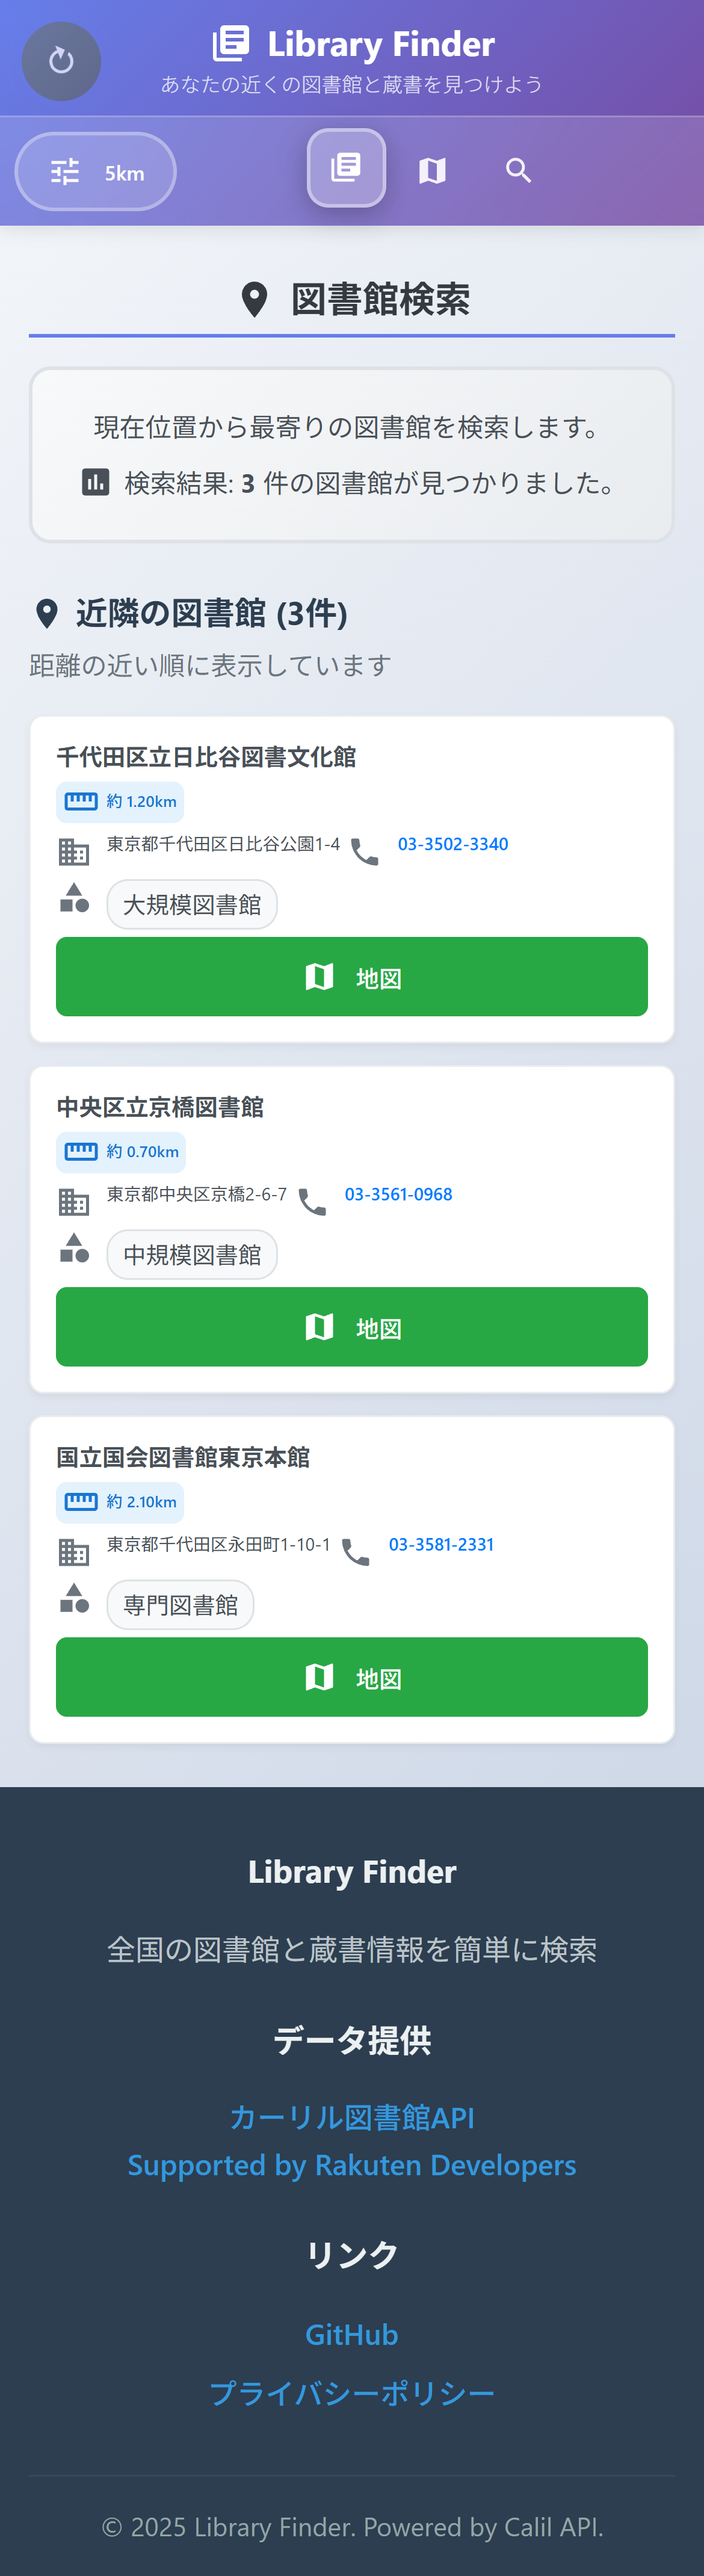 Library Finder
あなたの近くの図書館と蔵書を見つけよう
5km
図書館検索
現在位置から最寄りの図書館を検索します。
検索結果: 3 件の図書館が見つかりました。
近隣の図書館 (3件)
距離の近い順に表示しています
千代田区立日比谷図書文化館
約 1.20km
東京都千代田区日比谷公園1-4 03-3502-3340
大規模図書館
地図
中央区立京橋図書館
約 0.70km
東京都中央区京橋2-6-7 03-3561-0968
中規模図書館
地図
国立国会図書館東京本館
約 2.10km
東京都千代田区永田町1-10-1 03-3581-2331
専門図書館
地図
Library Finder
全国の図書館と蔵書情報を簡単に検索
データ提供
カーリル図書館API
Supported by Rakuten Developers
リンク
GitHub
プライバシーポリシー
© 2025 Library Finder. Powered by Calil API.